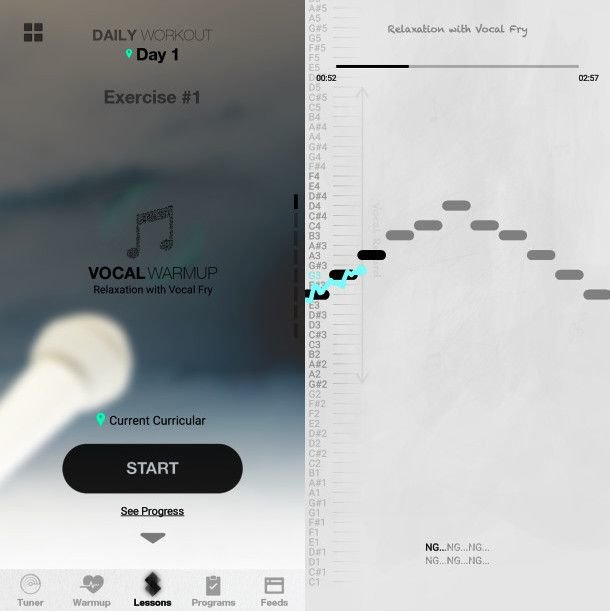 DAILY WORKOUT
Day 1
Exercise #1
VOCAL WARMUP
Relaxation with Vocal Fry
Current Curricular
START
See Progress
Tuner
Warmup
Lessons
Programs
Feeds
Relaxation with Vocal Fry
00:52
02:57
A#5
A5
G#5
G5
F#5
F5
E5
D5
C#5
C5
B4
A#4
A4
G#4
G4
F#4
F4
E4
D#4
D4
C#4
C4
B3
A#3
A3
G#3
G3
E3
D#3
D3
C#3
C3
B2
A#2
A2
G#2
G2
F#2
F2
E2
D#2
D2
C#2
C2
B1
A#1
A1
G#1
G1
F#1
F1
E1
D#1
D1
C#1
C1
NG...NG...NG...
NG...NG...NG...